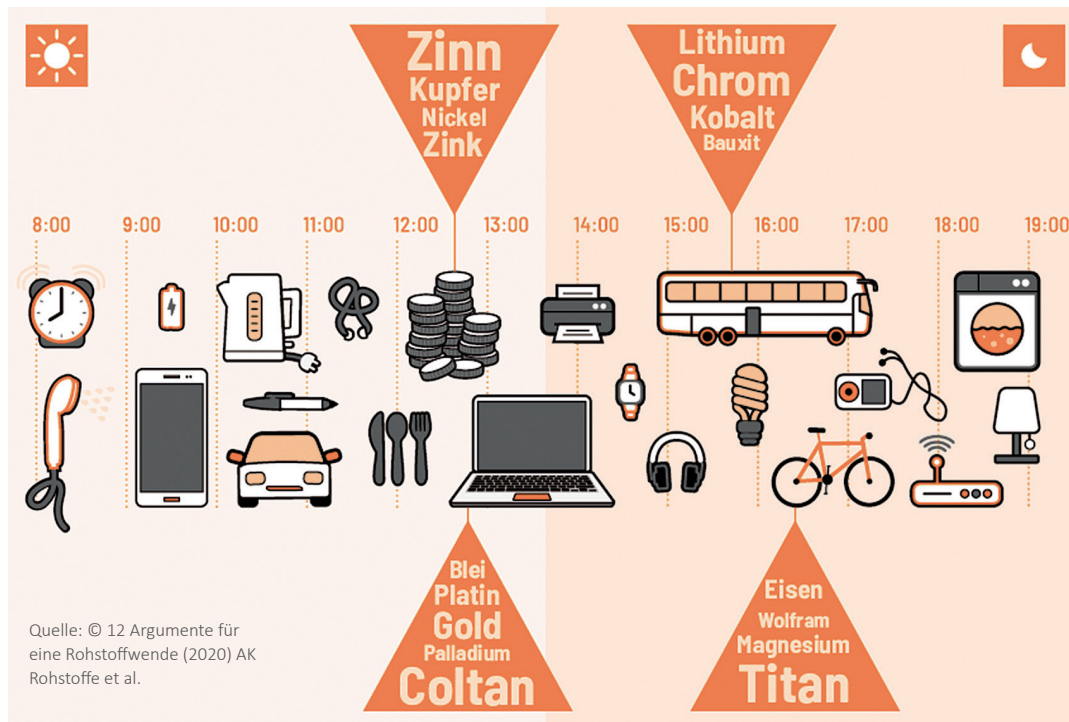 Zinn
Kupfer
Nickel
Zink
Lithium
Chrom
Kobalt
Bauxit
8:00 9:00 10:00 11:00 12:00 13:00 14:00 15:00 16:00 17:00 18:00 19:00
Blei
Platin
Gold
Palladium
Coltan
Eisen
Wolfram
Magnesium
Titan
Quelle: © 12 Argumente für
eine Rohstoffwende (2020) AK
Rohstoffe et al.